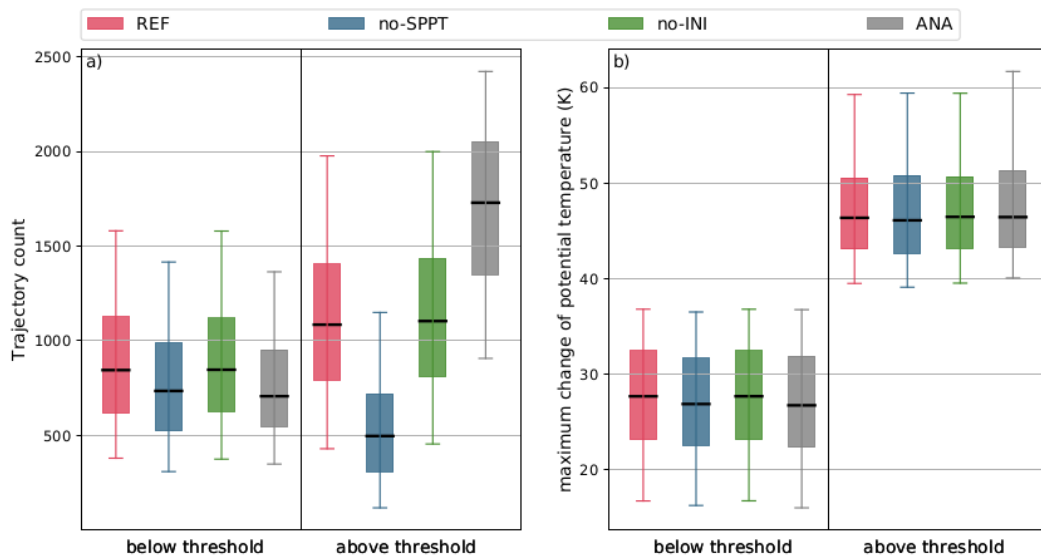 REF no-SPPT no-INI ANA
a)
2500
2000
1500
1000
500
Trajectory count
below threshold above threshold
b)
60
50
40
30
20
maximum change of potential temperature (K)
below threshold above threshold